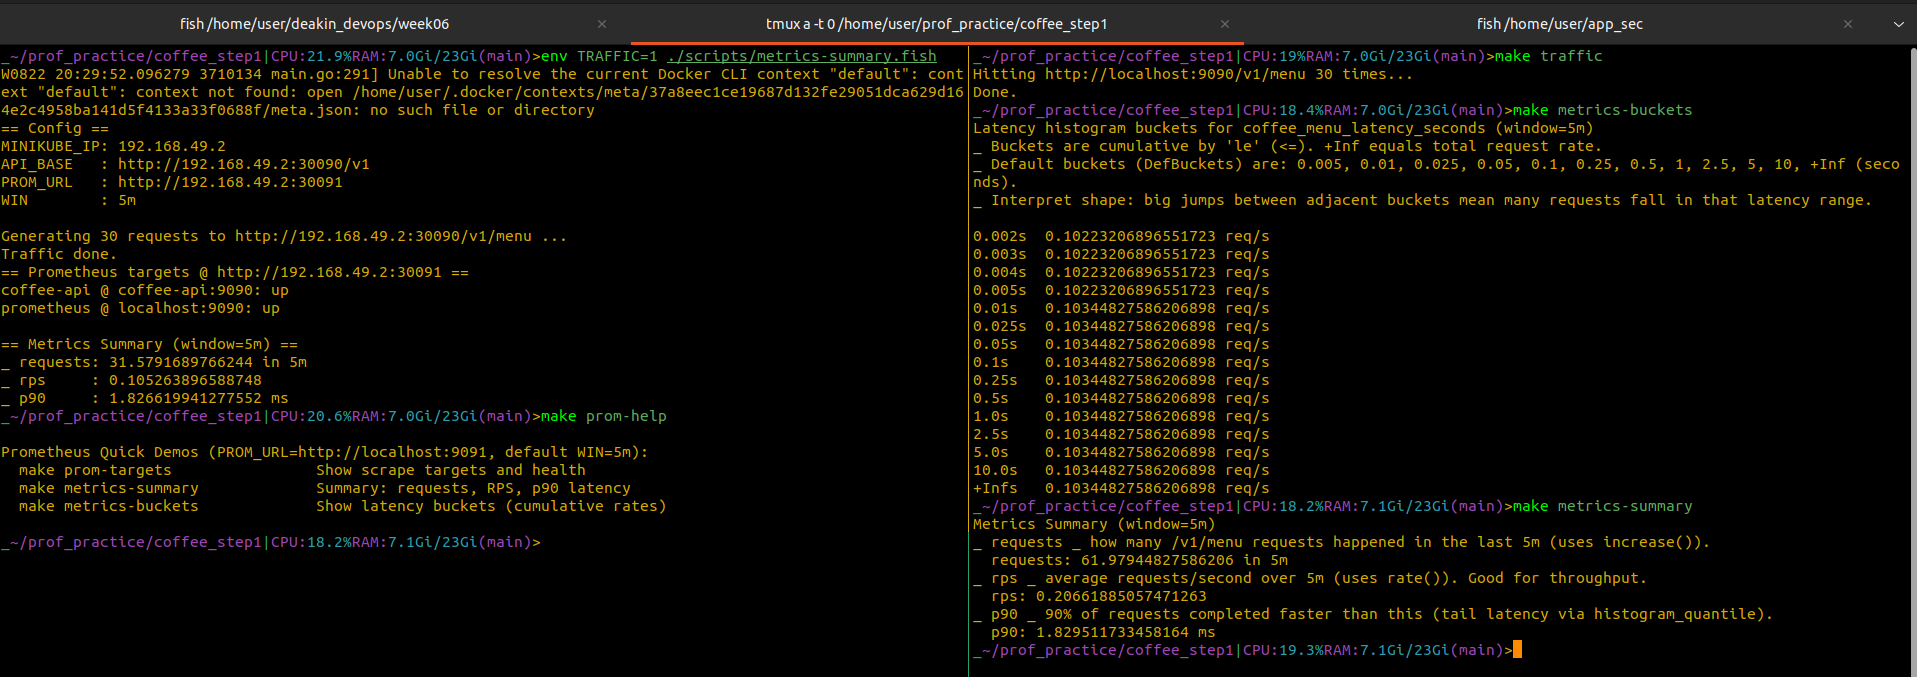 fish /home/user/deakin_devops/week06
tmux a -t 0 /home/user/prof_practice/coffee_step1
fish /home/user/app_sec
_~/prof_practice/coffee_step1|CPU:21.9%RAM:7.0Gi/23Gi(main)>env TRAFFIC=1 ./scripts/metrics-summary.fish
W0822 20:29:52.096279 3710134 main.go:291] Unable to resolve the current Docker CLI context "default": cont
ext "default": context not found: open /home/user/.docker/contexts/meta/37a8eec1ce19687d132fe29051dca629d16
4e2c4958ba141d5f4133a33f0688f/meta.json: no such file or directory
== Config ==
MINIKUBE_IP: 192.168.49.2
API_BASE   : http://192.168.49.2:30090/v1
PROM_URL   : http://192.168.49.2:30091
WIN        : 5m
Generating 30 requests to http://192.168.49.2:30090/v1/menu ...
Traffic done.
== Prometheus targets @ http://192.168.49.2:30091 ==
coffee-api @ coffee-api:9090: up
prometheus @ localhost:9090: up
== Metrics Summary (window=5m) ==
_ requests: 31.5791689766244 in 5m
_ rps     : 0.105263896588748
_ p90     : 1.826619941277552 ms
_~/prof_practice/coffee_step1|CPU:20.6%RAM:7.0Gi/23Gi(main)>make prom-help
Prometheus Quick Demos (PROM_URL=http://localhost:9091, default WIN=5m):
  make prom-targets                Show scrape targets and health
  make metrics-summary             Summary: requests, RPS, p90 latency
  make metrics-buckets             Show latency buckets (cumulative rates)
_~/prof_practice/coffee_step1|CPU:18.2%RAM:7.1Gi/23Gi(main)>
_~/prof_practice/coffee_step1|CPU:19%RAM:7.0Gi/23Gi(main)>make traffic
Hitting http://localhost:9090/v1/menu 30 times...
Done.
_~/prof_practice/coffee_step1|CPU:18.4%RAM:7.0Gi/23Gi(main)>make metrics-buckets
Latency histogram buckets for coffee_menu_latency_seconds (window=5m)
_ Buckets are cumulative by 'le' (<=). +Inf equals total request rate.
_ Default buckets (DefBuckets) are: 0.005, 0.01, 0.025, 0.05, 0.1, 0.25, 0.5, 1, 2.5, 5, 10, +Inf (seco
nds).
_ Interpret shape: big jumps between adjacent buckets mean many requests fall in that latency range.
0.002s  0.10223206896551723 req/s
0.003s  0.10223206896551723 req/s
0.004s  0.10223206896551723 req/s
0.005s  0.10223206896551723 req/s
0.01s   0.10344827586206898 req/s
0.025s  0.10344827586206898 req/s
0.05s   0.10344827586206898 req/s
0.1s    0.10344827586206898 req/s
0.25s   0.10344827586206898 req/s
0.5s    0.10344827586206898 req/s
1.0s    0.10344827586206898 req/s
2.5s    0.10344827586206898 req/s
5.0s    0.10344827586206898 req/s
10.0s   0.10344827586206898 req/s
+Infs   0.10344827586206898 req/s
_~/prof_practice/coffee_step1|CPU:18.2%RAM:7.1Gi/23Gi(main)>make metrics-summary
Metrics Summary (window=5m)
_ requests _ how many /v1/menu requests happened in the last 5m (uses increase()).
  requests: 61.97944827586206 in 5m
_ rps _ average requests/second over 5m (uses rate()). Good for throughput.
  rps: 0.20661885057471263
_ p90 _ 90% of requests completed faster than this (tail latency via histogram_quantile).
  p90: 1.829511733458164 ms
_~/prof_practice/coffee_step1|CPU:19.3%RAM:7.1Gi/23Gi(main)>